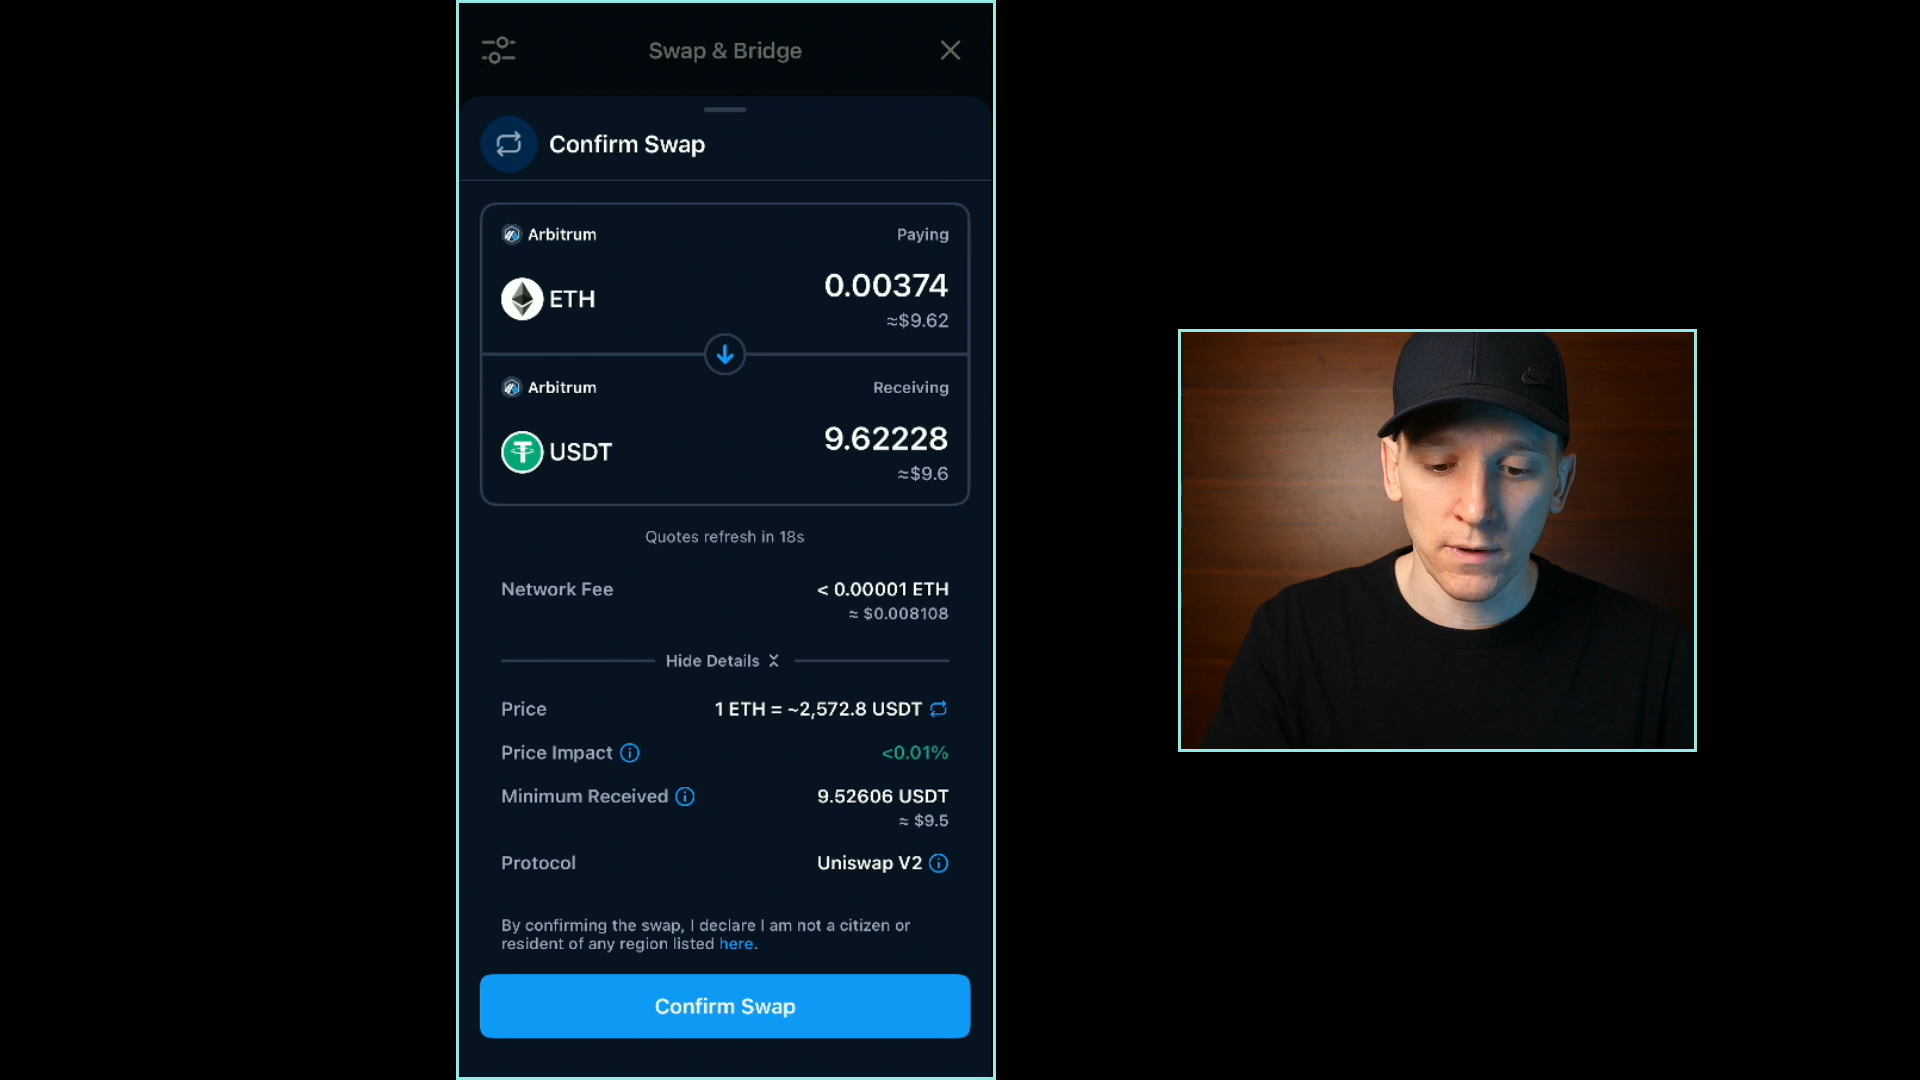 Swap & Bridge
Confirm Swap
Arbitrum Paying
ETH 0.00374
≈$9.62
Arbitrum Receiving
USDT 9.62228
≈$9.6
Quotes refresh in 18s
Network Fee < 0.00001 ETH
≈ $0.008108
Hide Details
Price 1 ETH = ~2,572.8 USDT
Price Impact <0.01%
Minimum Received 9.52606 USDT
≈ $9.5
Protocol Uniswap V2
By confirming the swap, I declare I am not a citizen or
resident of any region listed here.
Confirm Swap